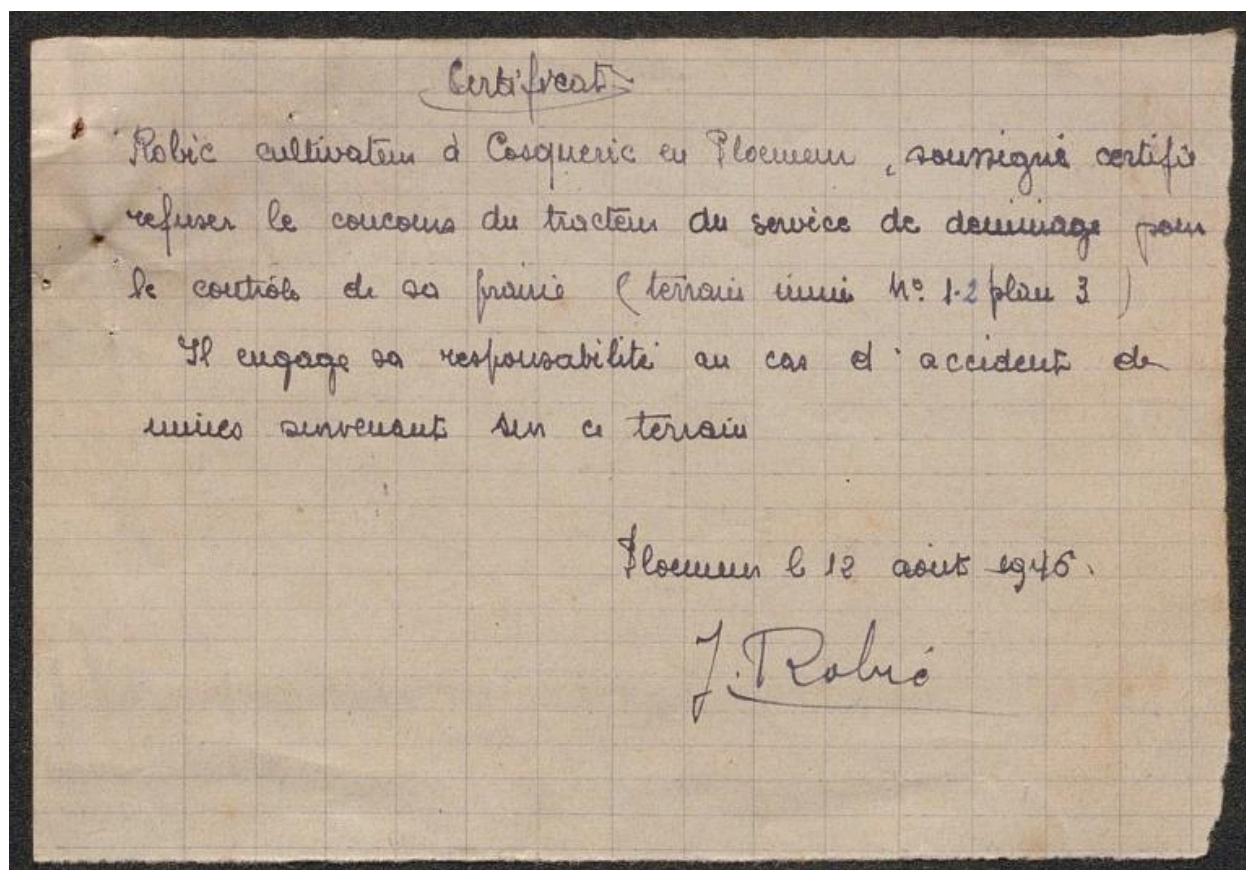 Certificat
Robic cultivateur à Cosqueric en Ploemeur, soussigné certifie
refuser le concours du tracteur du service de déminage pour
le contrôle de sa prairie (terrain miné N° 1-2 plan 3)
Il engage sa responsabilité au cas d'accident de
mines survenant sur ce terrain
Ploemeur le 12 août 1946.
J. Robic